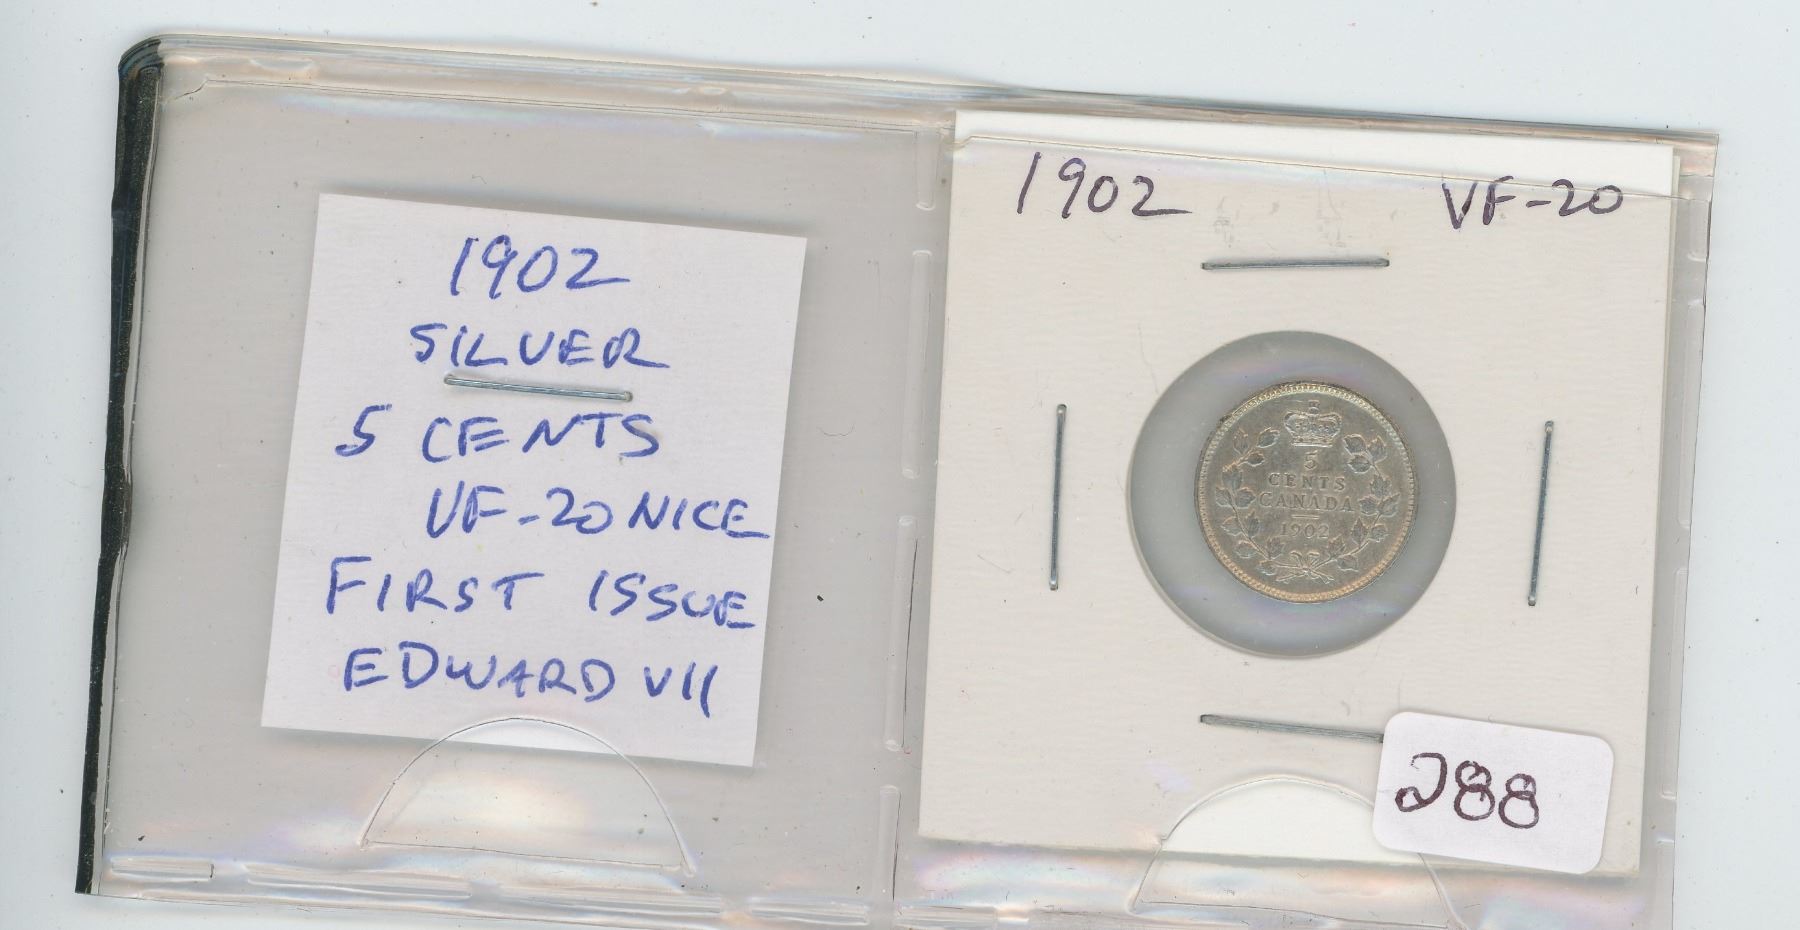 1902
SILVER
5 CENTS
VF-20 NICE
FIRST ISSUE
EDWARD VII
1902 VF-20
5
CENTS
CANADA
1902
288